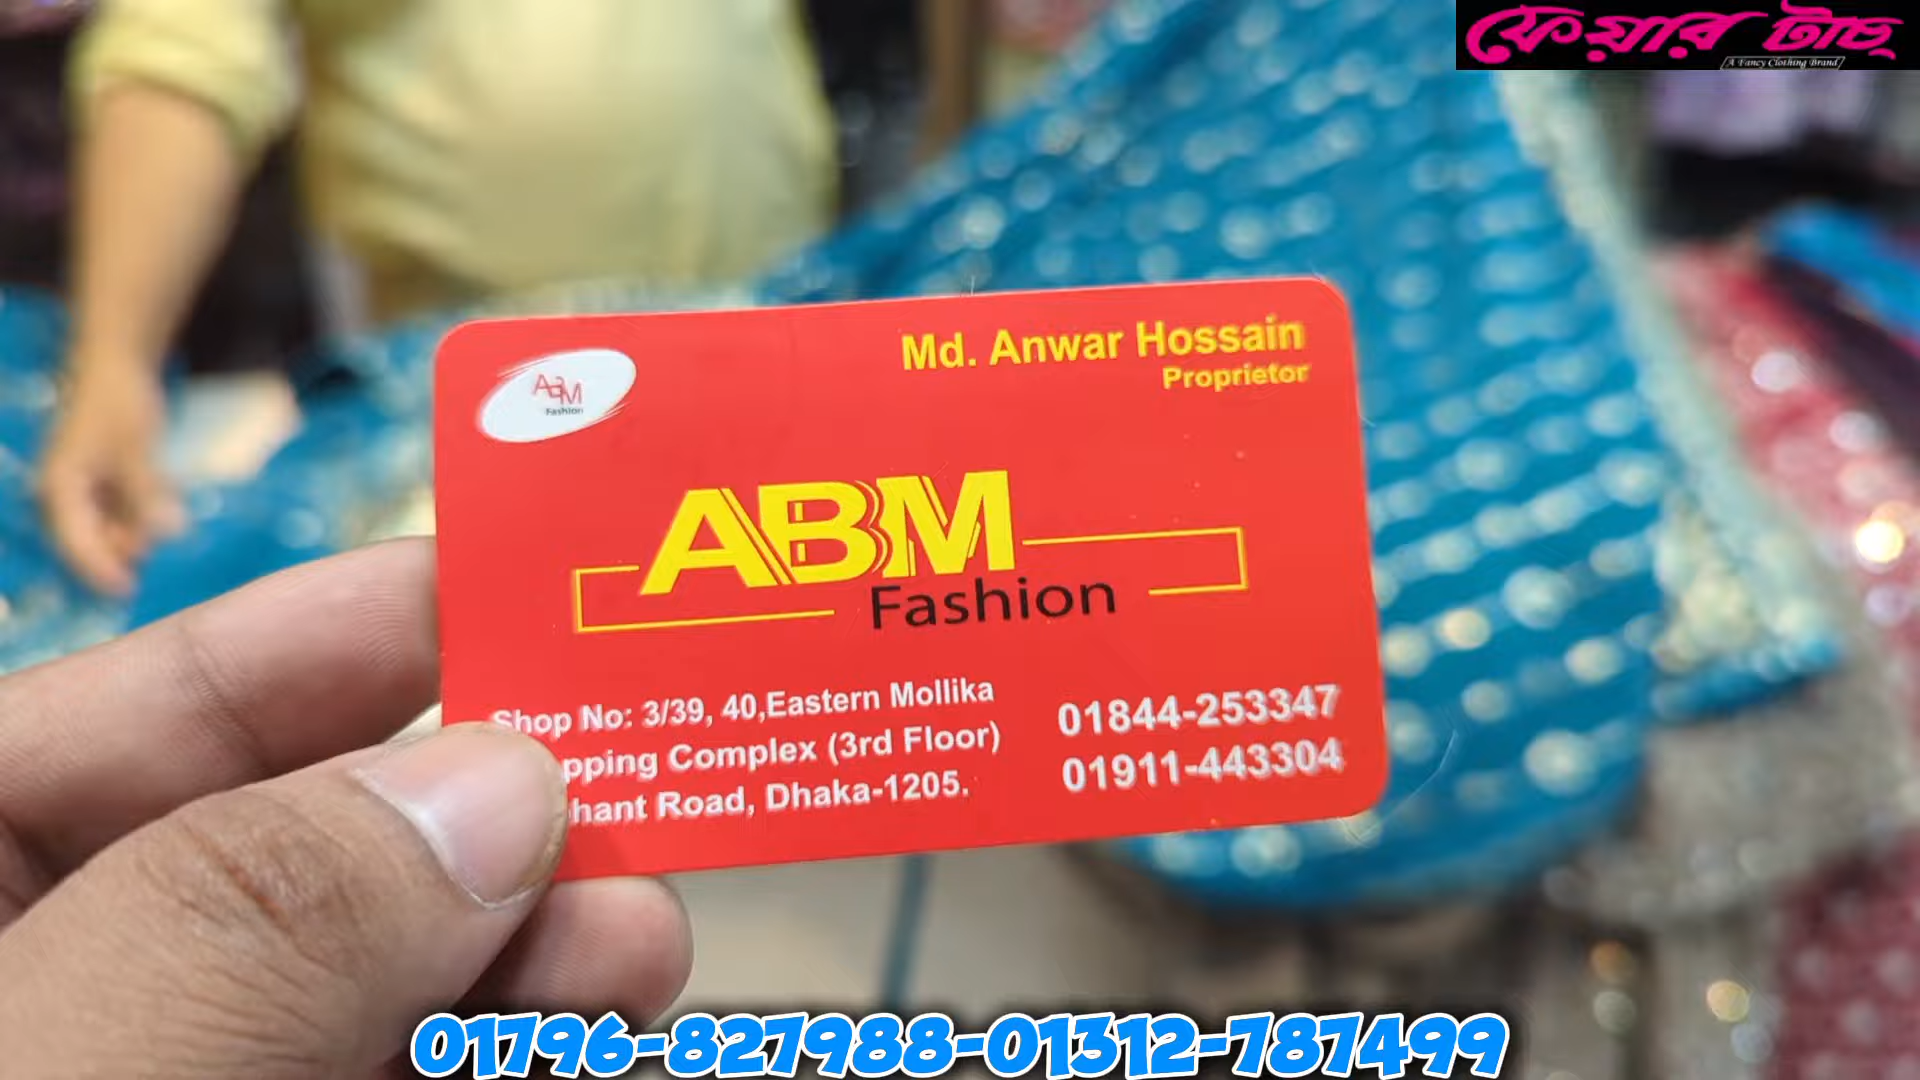 ফেয়ার টাচ্
A Fancy Clothing Brand
Md. Anwar Hossain
Proprietor
ABM
Fashion
ABM
Fashion
Shop No: 3/39, 40,Eastern Mollika
pping Complex (3rd Floor)
hant Road, Dhaka-1205.
01844-253347
01911-443304
01796-827988-01312-787499